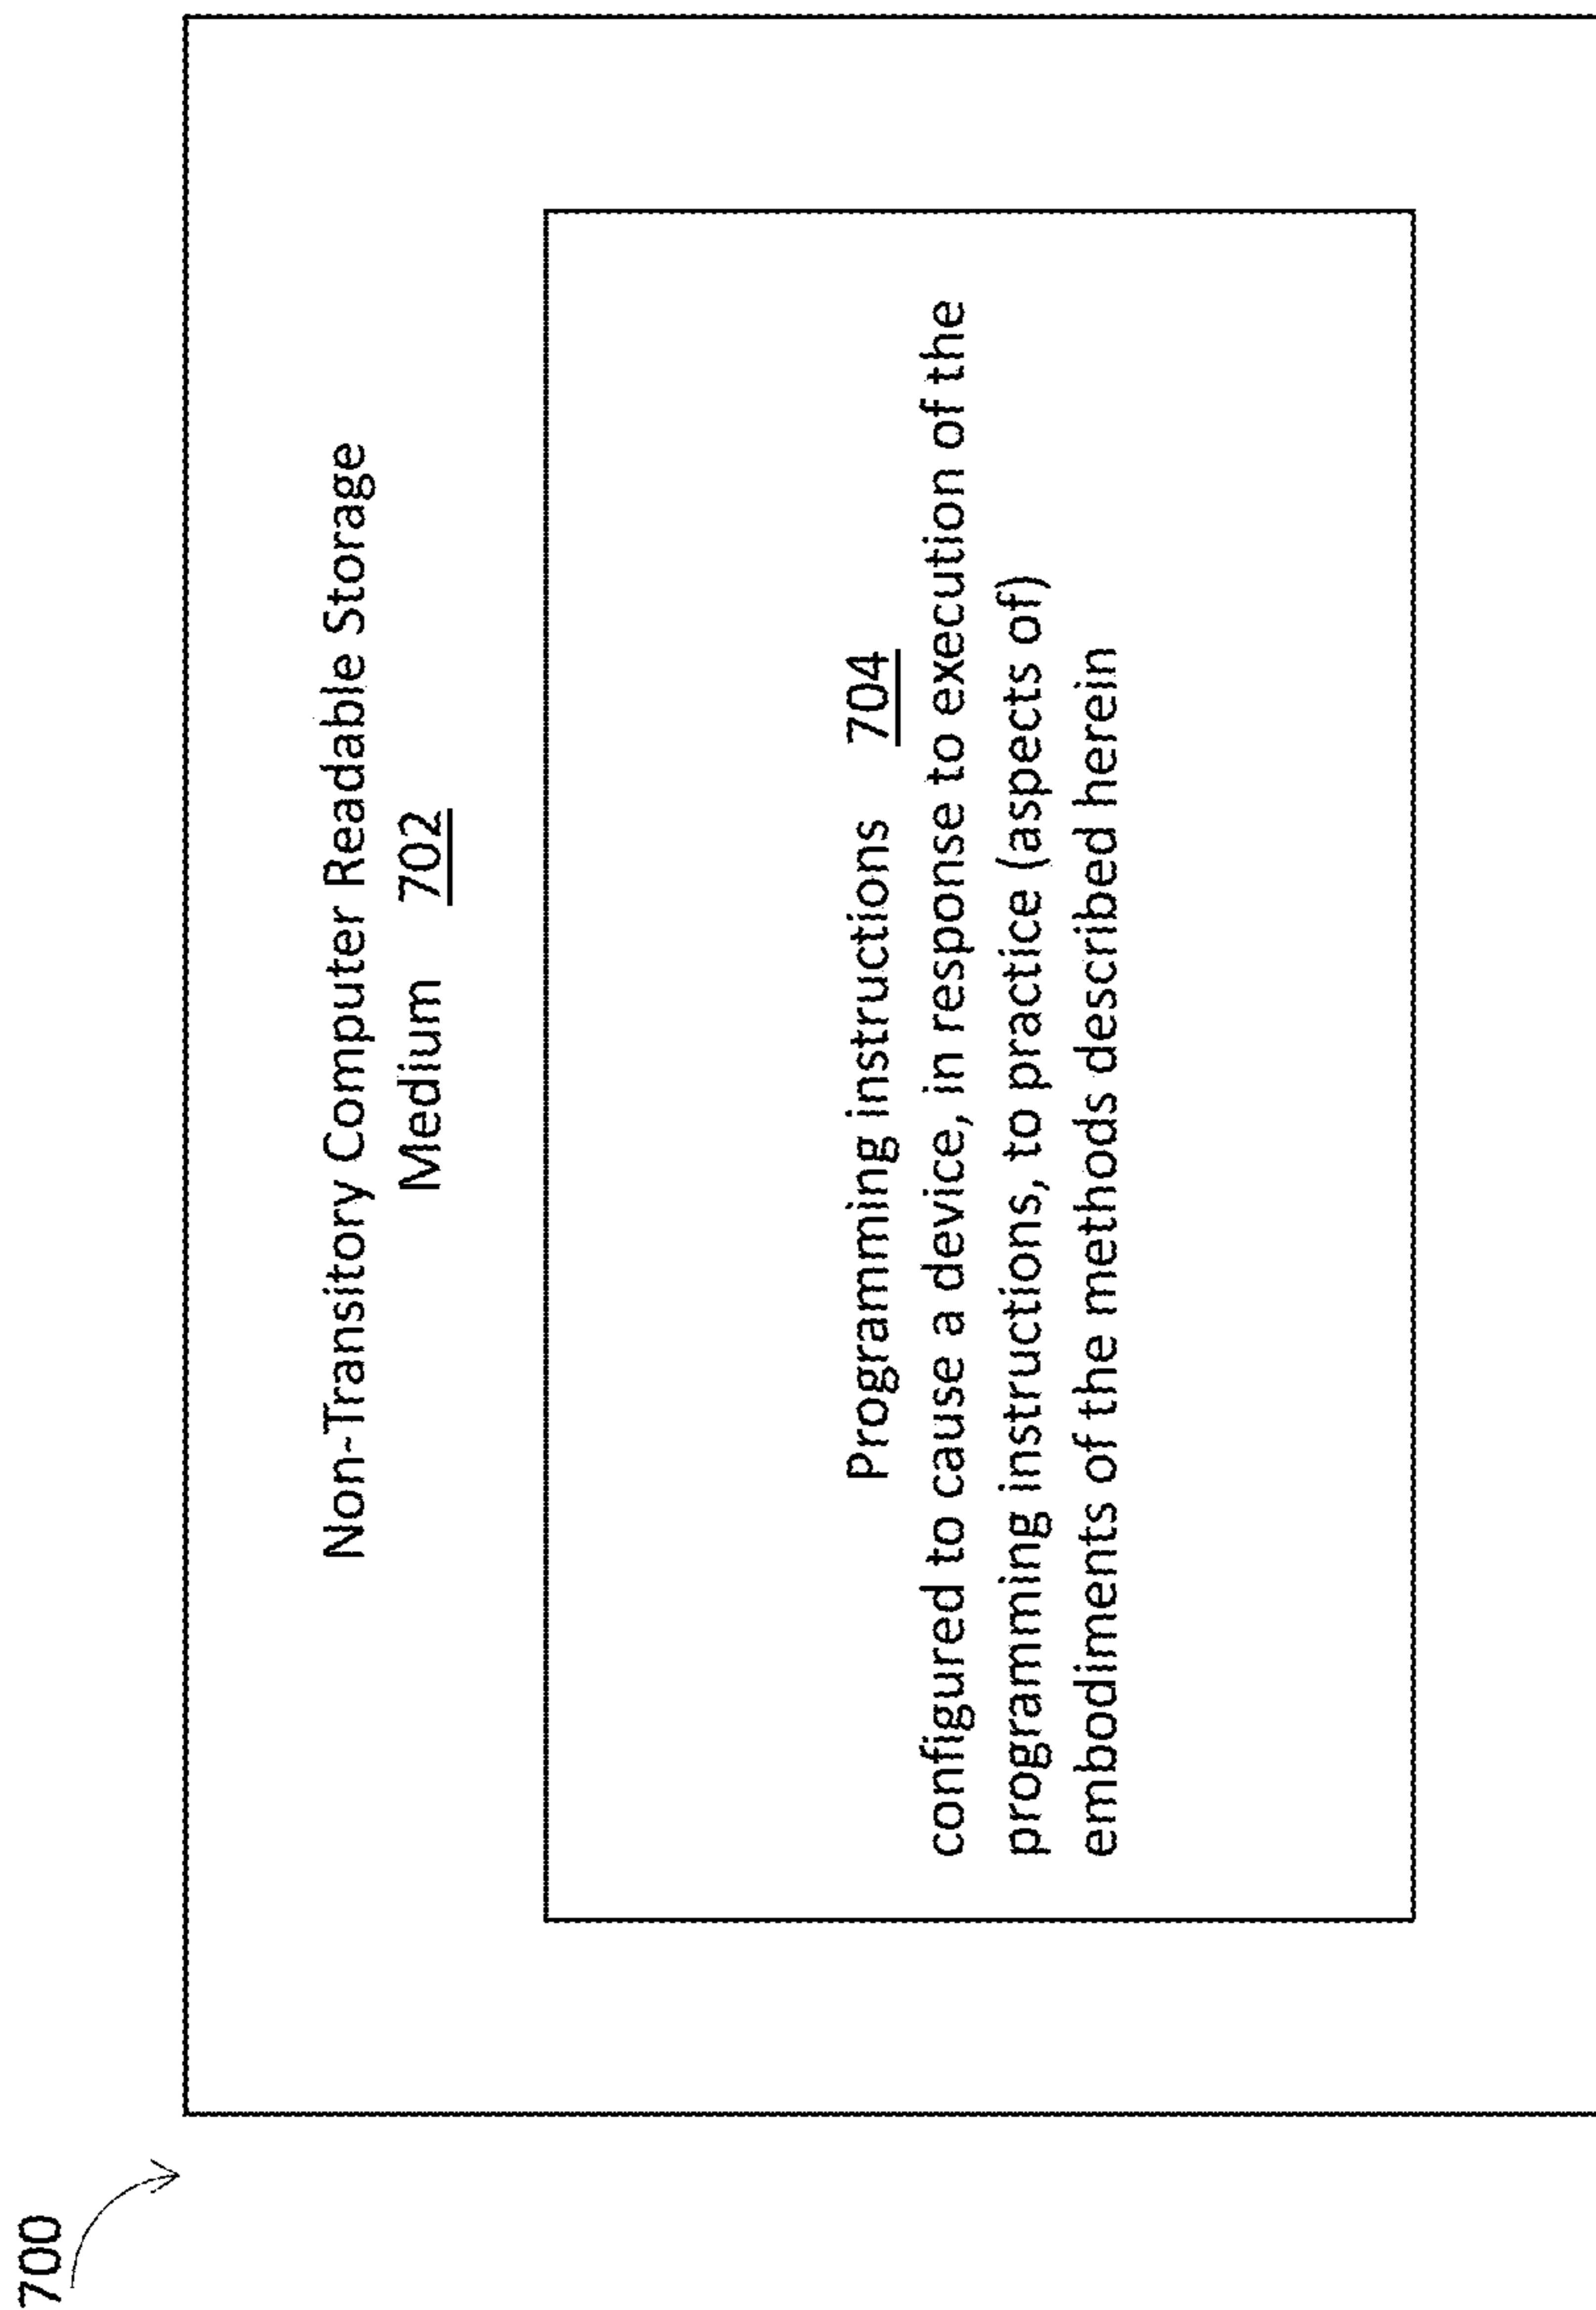 700
Non-Transitory Computer Readable Storage
Medium 702
Programming instructions 704
configured to cause a device, in response to execution of the
programming instructions, to practice (aspects of)
embodiments of the methods described herein